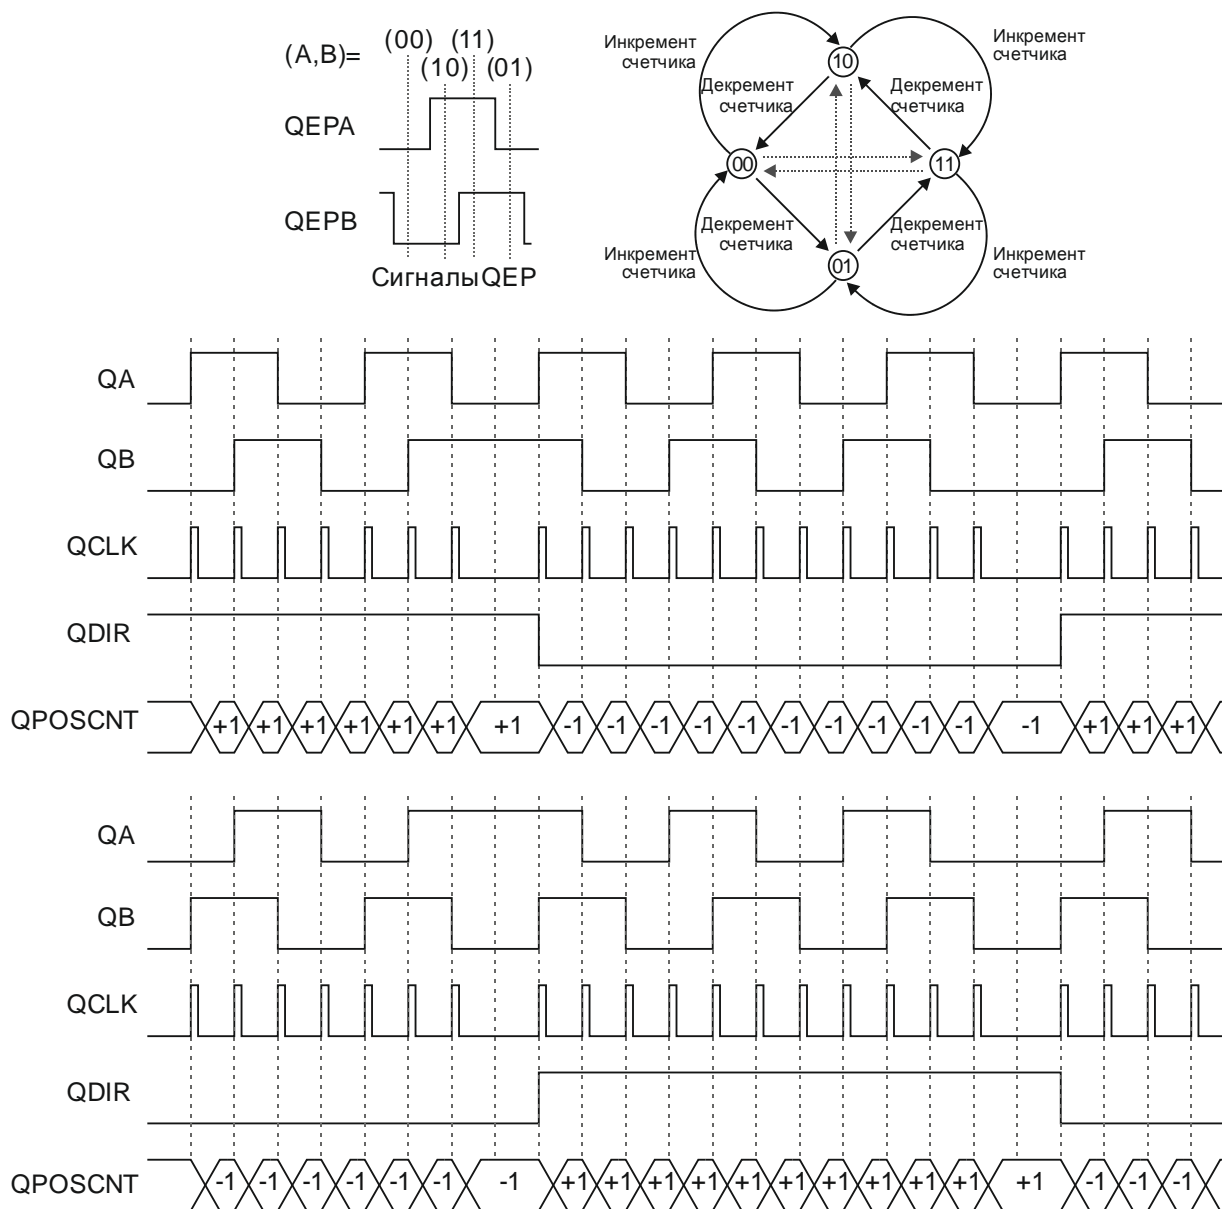 (A,B)=
(00) (11)
(10) (01)
QEPA
QEPB
Сигналы QEP
Инкремент счетчика
Инкремент счетчика
10
Декремент счетчика
Декремент счетчика
00
11
Декремент счетчика
Декремент счетчика
Инкремент счетчика
Инкремент счетчика
01
QA
QB
QCLK
QDIR
QPOSCNT +1 +1 +1 +1 +1 +1 +1 -1 -1 -1 -1 -1 -1 -1 -1 -1 -1 -1 +1 +1 +1
QA
QB
QCLK
QDIR
QPOSCNT -1 -1 -1 -1 -1 -1 -1 +1 +1 +1 +1 +1 +1 +1 +1 +1 +1 +1 -1 -1 -1